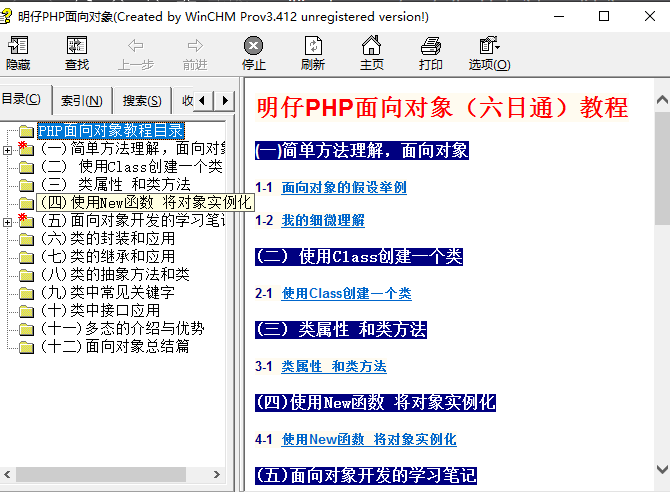 明仔PHP面向对象(Created by WinCHM Prov3.412 unregistered version!)
隐藏 查找 上一步 前进 停止 刷新 主页 打印 选项(O)
目录(C) 索引(N) 搜索(S) 收
PHP面向对象教程目录
(一)简单方法理解，面向对象
(二) 使用Class创建一个类
(三) 类属性 和类方法
(四)使用New函数 将对象实例化
(五)面向对象开发的学习笔记
(六)类的封装和应用
(七)类的继承和应用
(八)类的抽象方法和类
(九)类中常见关键字
(十)类中接口应用
(十一)多态的介绍与优势
(十二)面向对象总结篇
明仔PHP面向对象（六日通）教程
(一)简单方法理解，面向对象
1-1 面向对象的假设举例
1-2 我的细微理解
(二) 使用Class创建一个类
2-1 使用Class创建一个类
(三) 类属性 和类方法
3-1 类属性 和类方法
(四)使用New函数 将对象实例化
4-1 使用New函数 将对象实例化
(五)面向对象开发的学习笔记